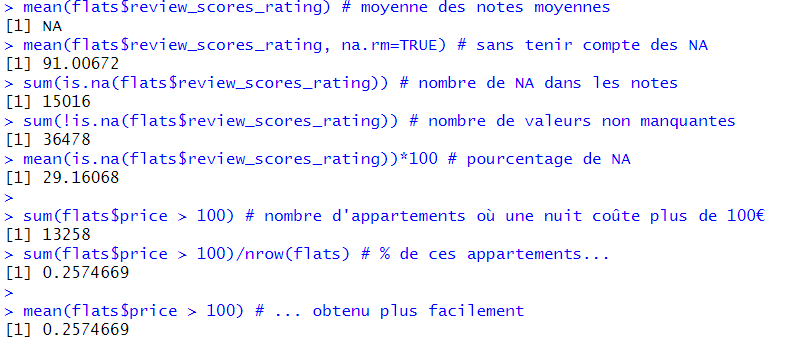 > mean(flats$review_scores_rating) # moyenne des notes moyennes
[1] NA
> mean(flats$review_scores_rating, na.rm=TRUE) # sans tenir compte des NA
[1] 91.00672
> sum(is.na(flats$review_scores_rating)) # nombre de NA dans les notes
[1] 15016
> sum(!is.na(flats$review_scores_rating)) # nombre de valeurs non manquantes
[1] 36478
> mean(is.na(flats$review_scores_rating))*100 # pourcentage de NA
[1] 29.16068
>
> sum(flats$price > 100) # nombre d'appartements où une nuit coûte plus de 100€
[1] 13258
> sum(flats$price > 100)/nrow(flats) # % de ces appartements...
[1] 0.2574669
>
> mean(flats$price > 100) # ... obtenu plus facilement
[1] 0.2574669